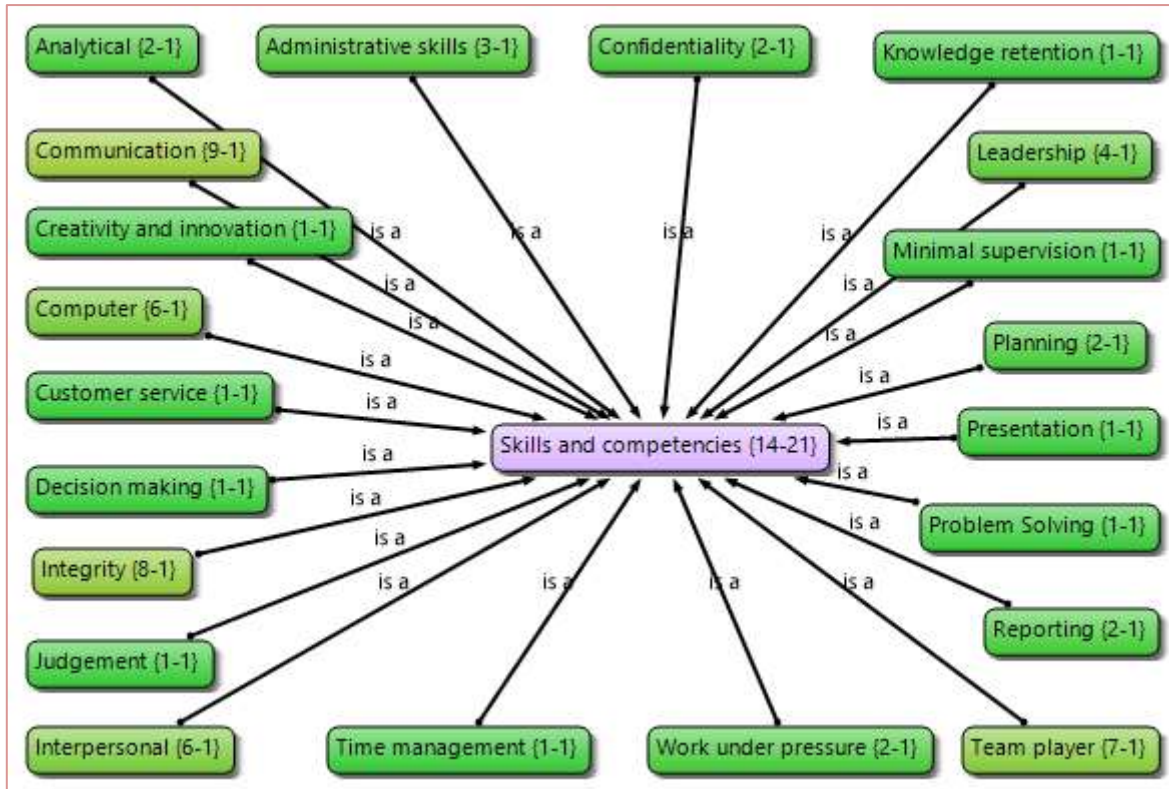 Analytical {2-1}
Administrative skills {3-1}
Confidentiality {2-1}
Knowledge retention {1-1}
Communication {9-1}
Leadership {4-1}
Creativity and innovation {1-1}
is a
is a
is a
is a
Minimal supervision {1-1}
is a
is a
Computer {6-1}
is a
is a
Planning {2-1}
is a
is a
Customer service {1-1}
is a
is a
Presentation {1-1}
Skills and competencies {14-21}
Decision making {1-1}
is a
is a
Problem Solving {1-1}
is a
Integrity {8-1}
is a
is a
is a
is a
is a
is a
Reporting {2-1}
Judgement {1-1}
Interpersonal {6-1}
Time management {1-1}
Work under pressure {2-1}
Team player {7-1}